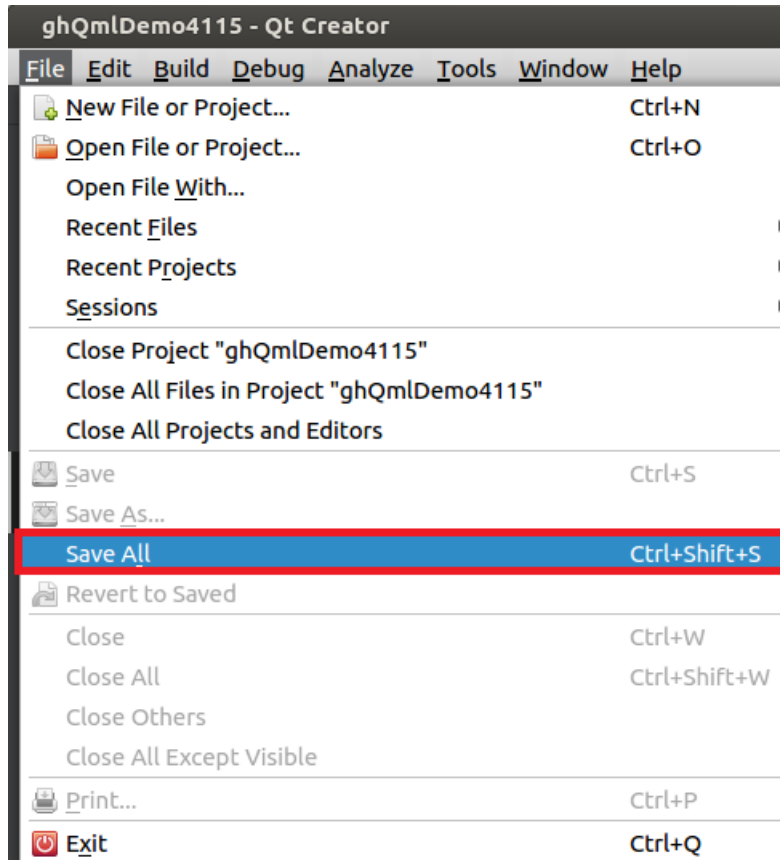 ghQmlDemo4115 - Qt Creator
File Edit Build Debug Analyze Tools Window Help
New File or Project... Ctrl+N
Open File or Project... Ctrl+O
Open File With...
Recent Files
Recent Projects
Sessions
Close Project "ghQmlDemo4115"
Close All Files in Project "ghQmlDemo4115"
Close All Projects and Editors
Save Ctrl+S
Save As...
Save All Ctrl+Shift+S
Revert to Saved
Close Ctrl+W
Close All Ctrl+Shift+W
Close Others
Close All Except Visible
Print... Ctrl+P
Exit Ctrl+Q